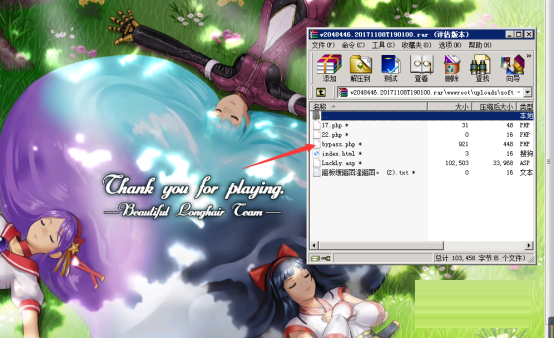 v2048446.20171108T190100.rar (评估版本)
文件(F) 命令(C) 工具(S) 收藏夹(O) 选项(N) 帮助(H)
添加 解压到 测试 查看 删除 查找 向导
v2048446.20171108T190100.rar\wwwroot\uploads\soft
名称 大小 压缩后大小 类型
本地
17.php * 31 48 PHP
22.php * 0 16 PHP
bypass.php * 921 448 PHP
index.html * 3 16 搜狗
Luckly.asp * 102,503 33,968 ASP
(2).txt * 0 16 文本
Thank you for playing.
—Beautiful Longhair Team—
总计 103,458 字节(6 个文件)